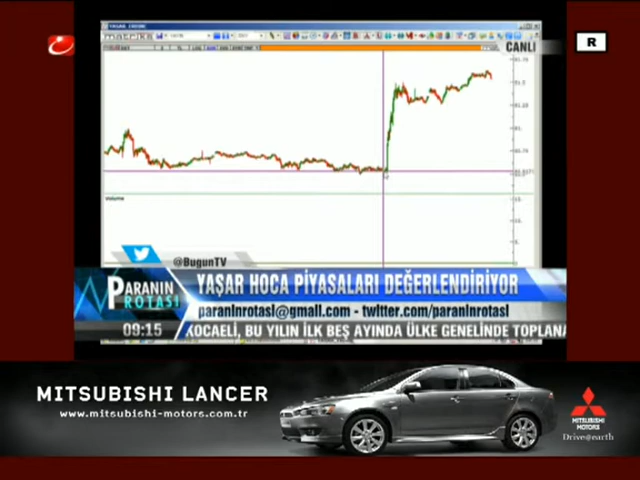 matriks
CANLI
R
Volume
@BugunTV
PARANIN
ROTASI
YAŞAR HOCA PİYASALARI DEĞERLENDİRİYOR
paraninrotasi@gmail.com - twitter.com/paraninrotasi
09:15
KOCAELİ, BU YILIN İLK BEŞ AYINDA ÜLKE GENELİNDE TOPLANA
MITSUBISHI LANCER
www.mitsubishi-motors.com.tr
MITSUBISHI
MOTORS
Drive@earth